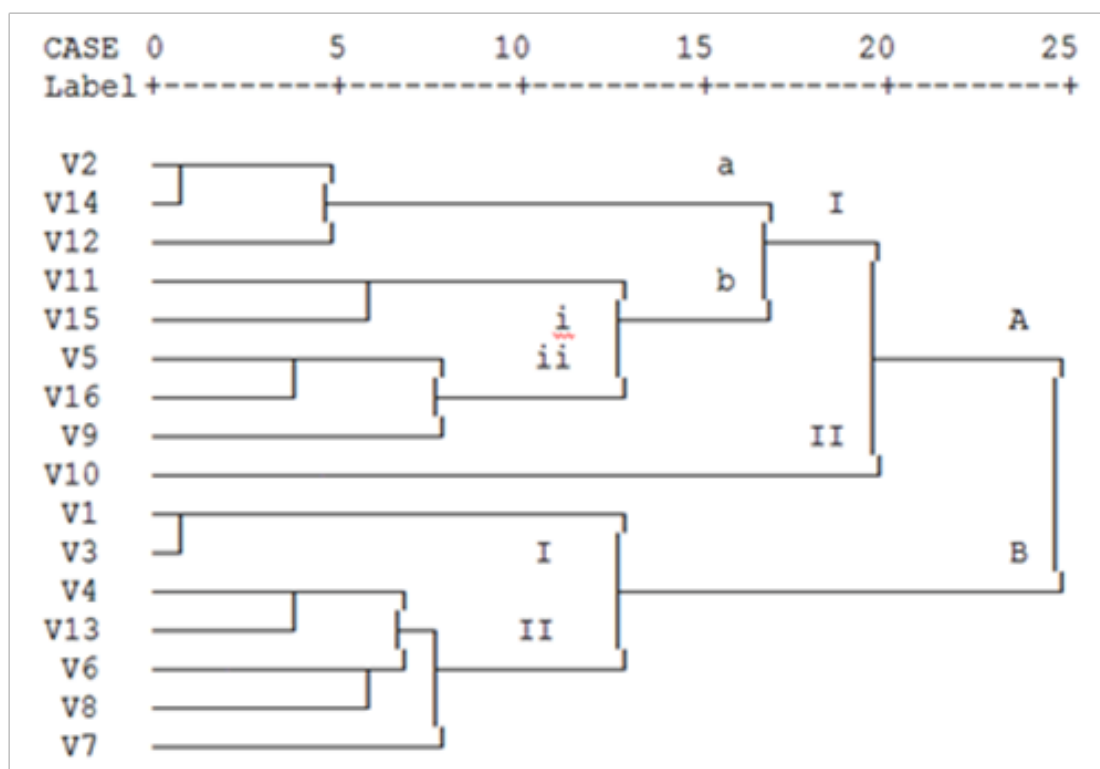 CASE 0 5 10 15 20 25
Label +---------+---------+---------+---------+---------+
V2 a
V14 I
V12
V11 b
V15 i A
V5 ii
V16
V9 II
V10
V1
V3 I B
V4
V13 II
V6
V8
V7